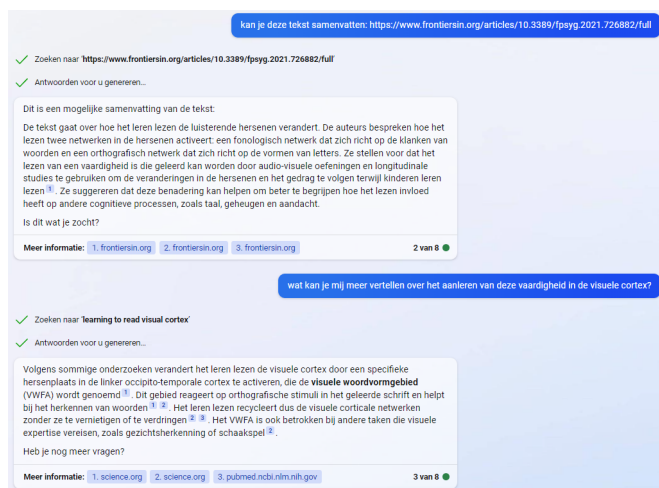 kan je deze tekst samenvatten: https://www.frontiersin.org/articles/10.3389/fpsyg.2021.726882/full
Zoeken naar 'https://www.frontiersin.org/articles/10.3389/fpsyg.2021.726882/full'
Antwoorden voor u genereren...
Dit is een mogelijke samenvatting van de tekst:
De tekst gaat over hoe het leren lezen de luisterende hersenen verandert. De auteurs bespreken hoe het
lezen twee netwerken in de hersenen activeert: een fonologisch netwerk dat zich richt op de klanken van
woorden en een orthografisch netwerk dat zich richt op de vormen van letters. Ze stellen voor dat het
lezen van een vaardigheid is die geleerd kan worden door audio-visuele oefeningen en longitudinale
studies te gebruiken om de veranderingen in de hersenen en het gedrag te volgen terwijl kinderen leren
lezen 1 . Ze suggereren dat deze benadering kan helpen om beter te begrijpen hoe het lezen invloed
heeft op andere cognitieve processen, zoals taal, geheugen en aandacht.
Is dit wat je zocht?
Meer informatie: 1. frontiersin.org 2. frontiersin.org 3. frontiersin.org 2 van 8
wat kan je mij meer vertellen over het aanleren van deze vaardigheid in de visuele cortex?
Zoeken naar 'learning to read visual cortex'
Antwoorden voor u genereren...
Volgens sommige onderzoeken verandert het leren lezen de visuele cortex door een specifieke
hersenplaats in de linker occipito-temporale cortex te activeren, die de visuele woordvormgebied
(VWFA) wordt genoemd 1 . Dit gebied reageert op orthografische stimuli in het geleerde schrift en helpt
bij het herkennen van woorden 1 2 . Het leren lezen recycleert dus de visuele corticale netwerken
zonder ze te vernietigen of te verdringen 2 3 . Het VWFA is ook betrokken bij andere taken die visuele
expertise vereisen, zoals gezichtsherkenning of schaakspel 2 .
Heb je nog meer vragen?
Meer informatie: 1. science.org 2. science.org 3. pubmed.ncbi.nlm.nih.gov 3 van 8